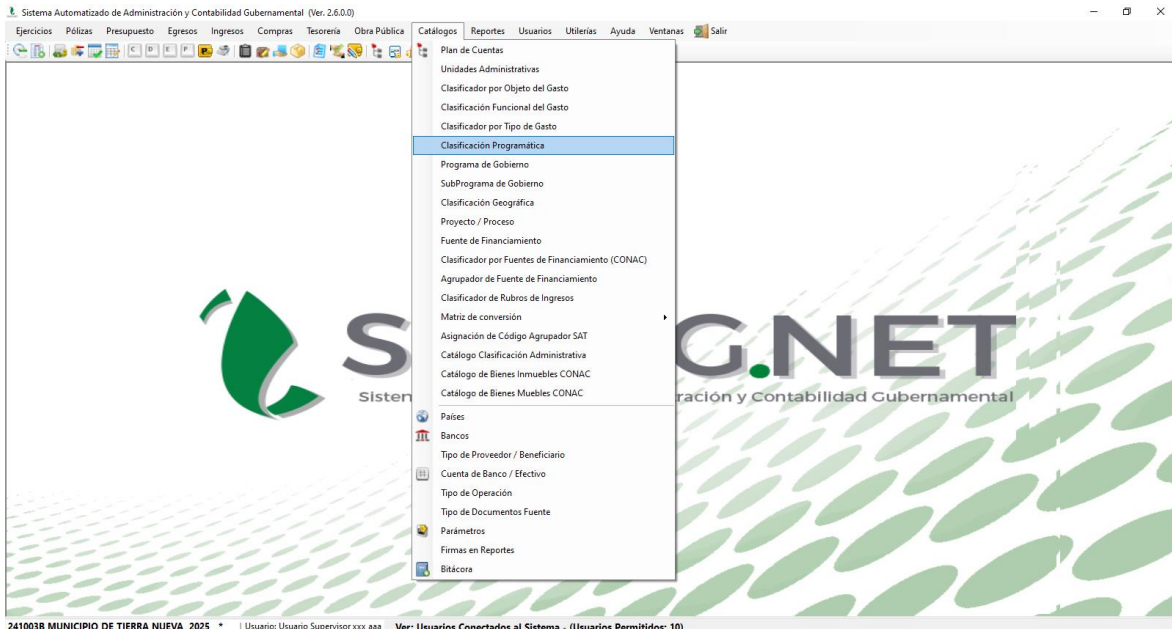 Sistema Automatizado de Administración y Contabilidad Gubernamental (Ver. 2.6.0.0)
Ejercicios Pólizas Presupuesto Egresos Ingresos Compras Tesorería Obra Pública Catálogos Reportes Usuarios Utilerías Ayuda Ventanas Salir
C D E P
Plan de Cuentas
Unidades Administrativas
Clasificador por Objeto del Gasto
Clasificación Funcional del Gasto
Clasificador por Tipo de Gasto
Clasificación Programática
Programa de Gobierno
SubPrograma de Gobierno
Clasificación Geográfica
Proyecto / Proceso
Fuente de Financiamiento
Clasificador por Fuentes de Financiamiento (CONAC)
Agrupador de Fuente de Financiamiento
Clasificador de Rubros de Ingresos
Matriz de conversión
Asignación de Código Agrupador SAT
Catálogo Clasificación Administrativa
Catálogo de Bienes Inmuebles CONAC
Catálogo de Bienes Muebles CONAC
Países
Bancos
Tipo de Proveedor / Beneficiario
Cuenta de Banco / Efectivo
Tipo de Operación
Tipo de Documentos Fuente
Parámetros
Firmas en Reportes
Bitácora
S G.NET
Sisten ración y Contabilidad Gubernamental
241003B MUNICIPIO DE TIERRA NUEVA 2025 * | Usuario: Usuario Supervisor xxx aaa Ver: Usuarios Conectados al Sistema - (Usuarios Permitidos: 10)